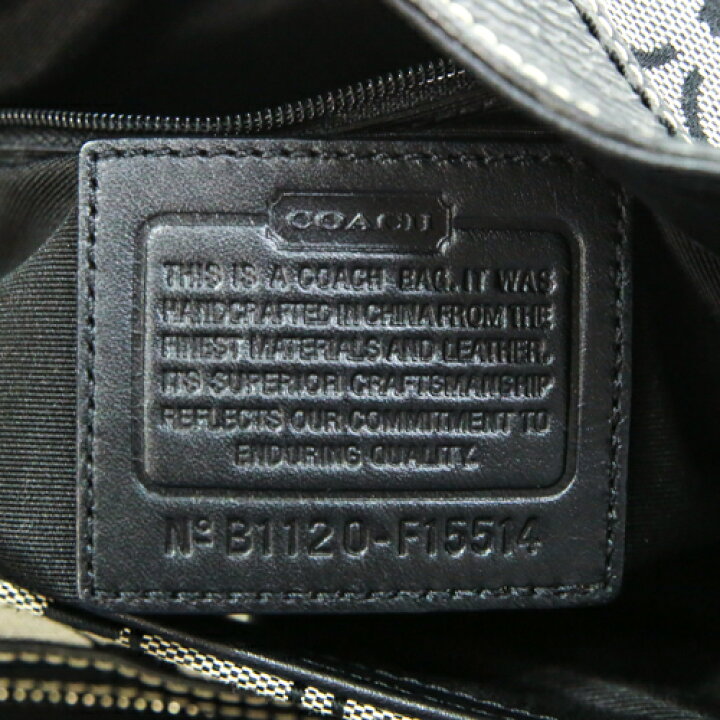 COACH
THIS IS A COACH BAG. IT WAS
HANDCRAFTED IN CHINA FROM THE
FINEST MATERIALS AND LEATHER.
ITS SUPERIOR CRAFTSMANSHIP
REFLECTS OUR COMMITMENT TO
ENDURING QUALITY.
Nº B1120-F15514